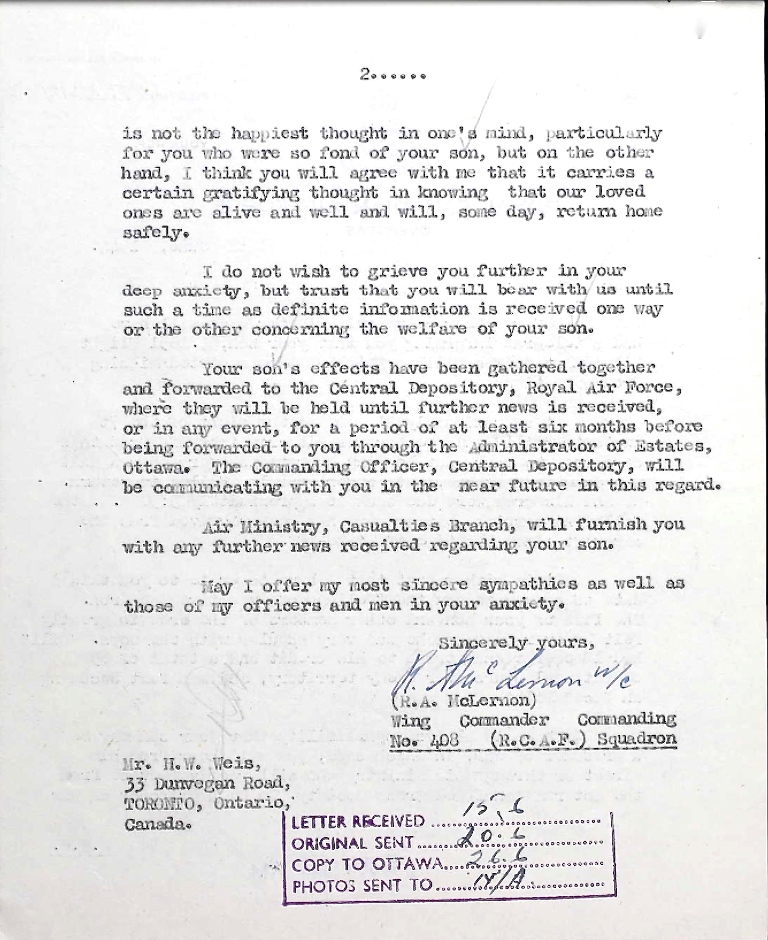 2......
is not the happiest thought in one's mind, particularly
for you who were so fond of your son, but on the other
hand, I think you will agree with me that it carries a
certain gratifying thought in knowing that our loved
ones are alive and well and will, some day, return home
safely.
I do not wish to grieve you further in your
deep anxiety, but trust that you will bear with us until
such a time as definite information is received one way
or the other concerning the welfare of your son.
Your son's effects have been gathered together
and forwarded to the Central Depository, Royal Air Force,
where they will be held until further news is received,
or in any event, for a period of at least six months before
being forwarded to you through the Administrator of Estates,
Ottawa. The Commanding Officer, Central Depository, will
be communicating with you in the near future in this regard.
Air Ministry, Casualties Branch, will furnish you
with any further news received regarding your son.
May I offer my most sincere sympathies as well as
those of my officers and men in your anxiety.
Sincerely yours,
R. A. McLernon W/C
(R.A. McLernon)
Wing Commander Commanding
No. 408 (R.C.A.F.) Squadron
Mr. H.W. Weis,
33 Dunvegan Road,
TORONTO, Ontario,
Canada.
LETTER RECEIVED 15.6
ORIGINAL SENT 20.6
COPY TO OTTAWA 26.6
PHOTOS SENT TO